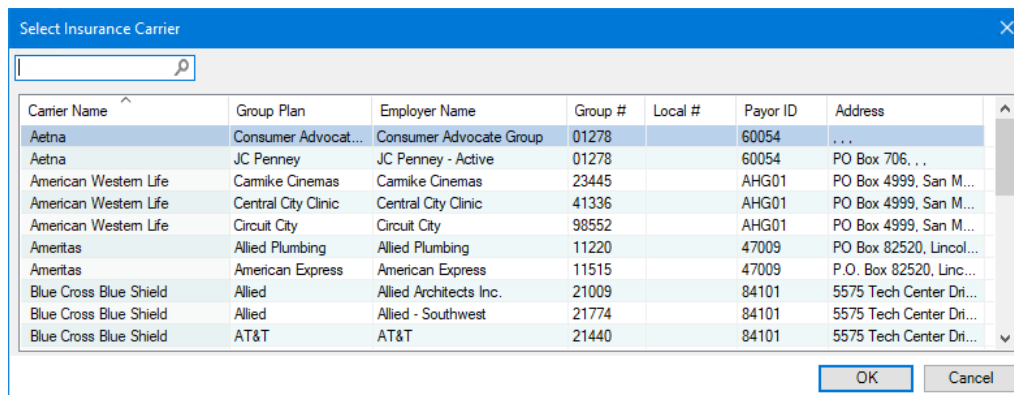 Select Insurance Carrier
Carrier Name Group Plan Employer Name Group # Local # Payor ID Address
Aetna Consumer Advocat... Consumer Advocate Group 01278 60054 , , ,
Aetna JC Penney JC Penney - Active 01278 60054 PO Box 706, , ,
American Western Life Carmike Cinemas Carmike Cinemas 23445 AHG01 PO Box 4999, San M...
American Western Life Central City Clinic Central City Clinic 41336 AHG01 PO Box 4999, San M...
American Western Life Circuit City Circuit City 98552 AHG01 PO Box 4999, San M...
Ameritas Allied Plumbing Allied Plumbing 11220 47009 PO Box 82520, Lincol...
Ameritas American Express American Express 11515 47009 P.O. Box 82520, Linc...
Blue Cross Blue Shield Allied Allied Architects Inc. 21009 84101 5575 Tech Center Dri...
Blue Cross Blue Shield Allied Allied - Southwest 21774 84101 5575 Tech Center Dri...
Blue Cross Blue Shield AT&T AT&T 21440 84101 5575 Tech Center Dri...
OK Cancel